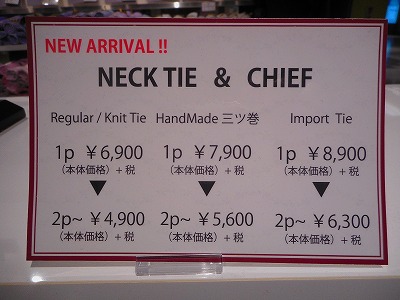 NEW ARRIVAL !!
NECK TIE & CHIEF
Regular / Knit Tie HandMade 三ツ巻 Import Tie
1p ￥6,900 1p ￥7,900 1p ￥8,900
（本体価格）+ 税 （本体価格）+ 税 （本体価格）+ 税
▼ ▼ ▼
2p~ ￥4,900 2p~ ￥5,600 2p~ ￥6,300
（本体価格）+ 税 （本体価格）+ 税 （本体価格）+ 税